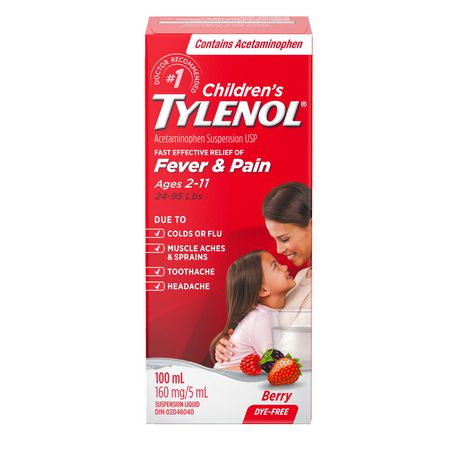 Contains Acetaminophen
DOCTOR RECOMMENDED
#1
Children's
TYLENOL®
Acetaminophen Suspension USP
FAST EFFECTIVE RELIEF OF
Fever & Pain
Ages 2-11
24-95 Lbs
DUE TO
COLDS OR FLU
MUSCLE ACHES
& SPRAINS
TOOTHACHE
HEADACHE
100 mL
160 mg/5 mL
SUSPENSION LIQUID
DIN 02046040
Berry
DYE-FREE